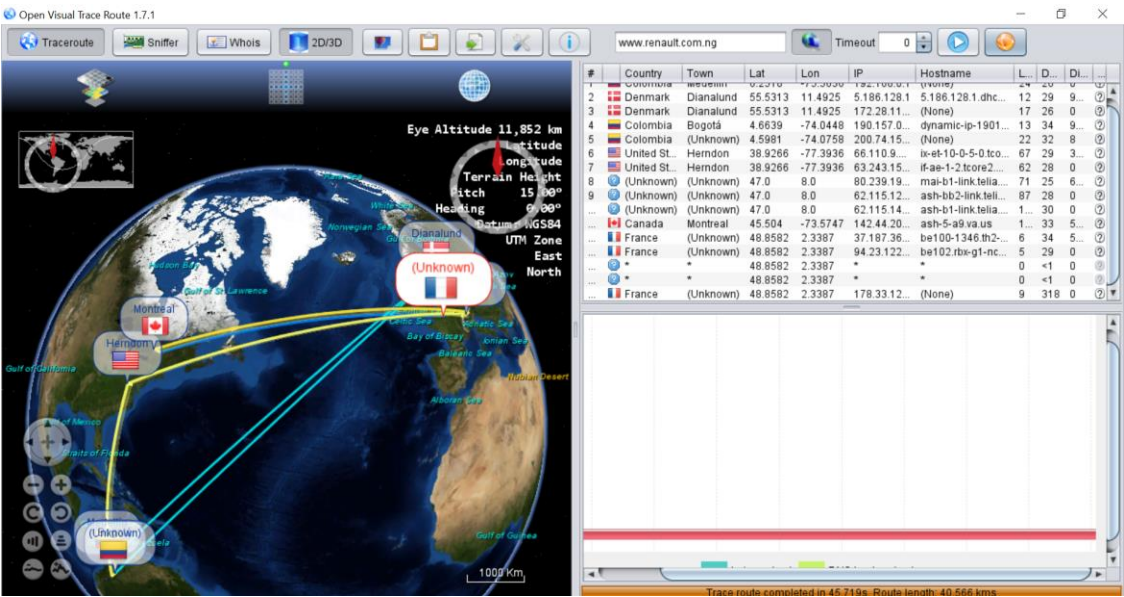 Open Visual Trace Route 1.7.1
Traceroute Sniffer Whois 2D/3D www.renault.com.ng Timeout 0
# Country Town Lat Lon IP Hostname L... D... Di... ...
2 Denmark Dianalund 55.5313 11.4925 5.186.128.1 5.186.128.1.dhc... 12 29 9...
3 Denmark Dianalund 55.5313 11.4925 172.28.11... (None) 17 26 0
4 Colombia Bogotá 4.6639 -74.0448 190.157.0... dynamic-ip-1901... 13 34 9...
5 Colombia (Unknown) 4.5981 -74.0758 200.74.15... (None) 22 32 8
6 United St... Herndon 38.9266 -77.3936 66.110.9.... ix-et-10-0-5-0.tco... 67 29 3...
7 United St... Herndon 38.9266 -77.3936 63.243.15... if-ae-1-2.tcore2.... 62 28 0
8 (Unknown) (Unknown) 47.0 8.0 80.239.19... mai-b1-link.telia.... 71 25 6...
9 (Unknown) (Unknown) 47.0 8.0 62.115.12... ash-bb2-link.teli... 87 28 0
... (Unknown) (Unknown) 47.0 8.0 62.115.14... ash-b1-link.telia.... 1... 30 0
... Canada Montreal 45.504 -73.5747 142.44.20... ash-5-a9.va.us 1... 33 5...
... France (Unknown) 48.8582 2.3387 37.187.36... be100-1346.th2-... 6 34 5...
... France (Unknown) 48.8582 2.3387 94.23.122... be102.rbx-g1-nc... 5 29 0
... * * 48.8582 2.3387 * * 0 <1 0
... * * 48.8582 2.3387 * * 0 <1 0
... France (Unknown) 48.8582 2.3387 178.33.12... (None) 9 318 0
Eye Altitude 11,852 km
Latitude
Longitude
Terrain Height
Pitch 15.00°
Heading 0.00°
Datum WGS84
UTM Zone
East
North
White Sea
Norwegian Sea
Dianalund
(Unknown)
Hudson Bay
Gulf of St. Lawrence
Montreal
Herndon
Celtic Sea
Adriatic Sea
Bay of Biscay
Ionian Sea
Balearic Sea
Gulf of California
Nubian Desert
Alboran Sea
Gulf of Mexico
Straits of Florida
(Unknown)
Gulf of Guinea
1000 Km
Trace route completed in 45.719s. Route length: 40,566 kms